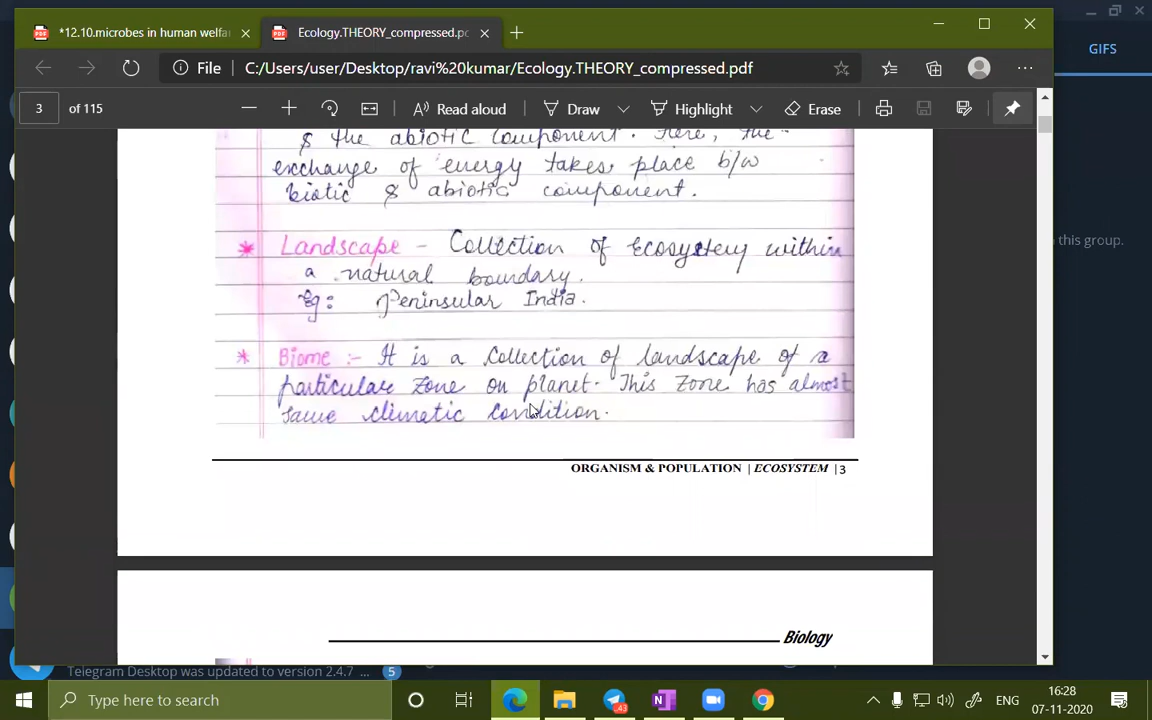 GIFS
*12.10.microbes in human welfa
Ecology.THEORY_compressed.pc
File
C:/Users/user/Desktop/ravi%20kumar/Ecology.THEORY_compressed.pdf
3 of 115
Read aloud
Draw
Highlight
Erase
& the abiotic component. Here, the
exchange of energy takes place b/w
biotic & abiotic component.
* Landscape - Collection of Ecosystem within
a natural boundary.
Eg: Peninsular India.
* Biome :- It is a Collection of landscape of a
particular zone on planet. This zone has almost
same climatic condition.
ORGANISM & POPULATION | ECOSYSTEM | 3
Biology
n this group.
Telegram Desktop was updated to version 2.4.7 ...
5
Type here to search
43
ENG
16:28
07-11-2020